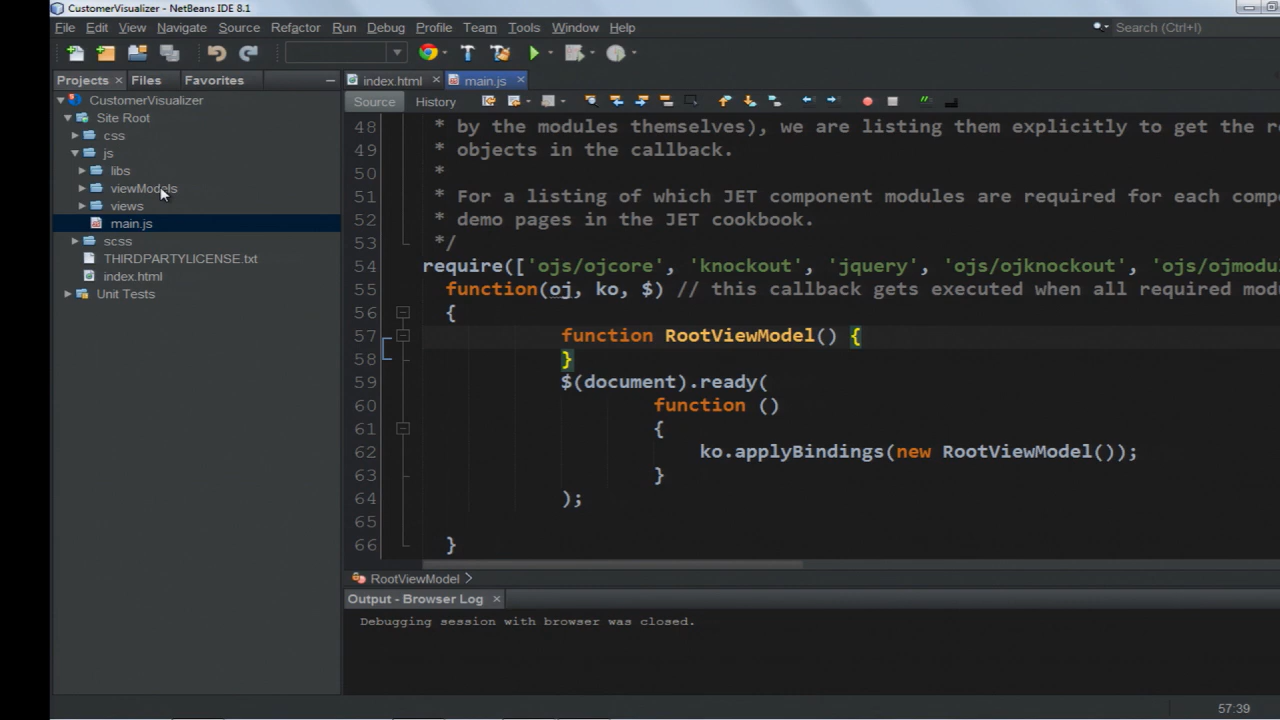 CustomerVisualizer - NetBeans IDE 8.1
File Edit View Navigate Source Refactor Run Debug Profile Team Tools Window Help
Search (Ctrl+I)
Projects Files Favorites
index.html main.js
CustomerVisualizer
Site Root
css
js
libs
viewModels
views
main.js
scss
THIRDPARTYLICENSE.txt
index.html
Unit Tests
Source History
48 * by the modules themselves), we are listing them explicitly to get the re
49 * objects in the callback.
50 *
51 * For a listing of which JET component modules are required for each compo
52 * demo pages in the JET cookbook.
53 */
54 require(['ojs/ojcore', 'knockout', 'jquery', 'ojs/ojknockout', 'ojs/ojmodu
55 function(oj, ko, $) // this callback gets executed when all required mod
56 {
57 function RootViewModel() {
58 }
59 $(document).ready(
60 function ()
61 {
62 ko.applyBindings(new RootViewModel());
63 }
64 );
65
66 }
RootViewModel
Output - Browser Log
Debugging session with browser was closed.
57:39